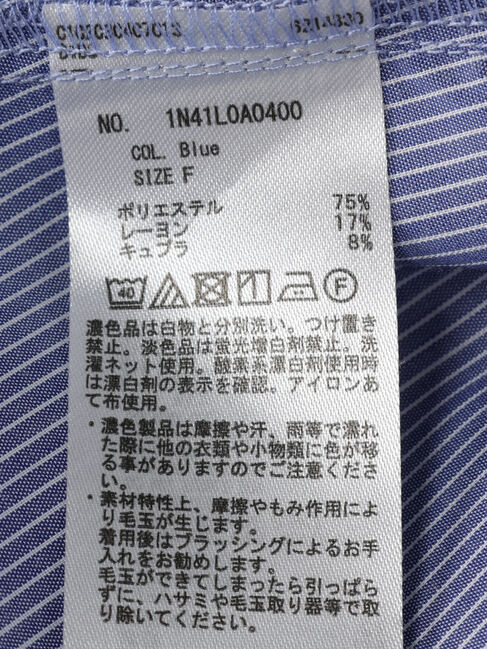 NO. 1N41L0A0400
COL. Blue
SIZE F
ポリエステル 75%
レーヨン 17%
キュプラ 8%
40 F
濃色品は白物と分別洗い。つけ置き
禁止。淡色品は蛍光増白剤禁止。洗
濯ネット使用。酸素系漂白剤使用時
は漂白剤の表示を確認。アイロンあ
て布使用。
・濃色製品は摩擦や汗、雨等で濡れ
た際に他の衣類や小物類に色が移
る事がありますのでご注意くださ
い。
・素材特性上、摩擦やもみ作用によ
り毛玉が生じます。
着用後はブラッシングによるお手
入れをお勧めします。
毛玉ができてしまったら引っぱら
ずに、ハサミや毛玉取り器等で取
り除いてください。